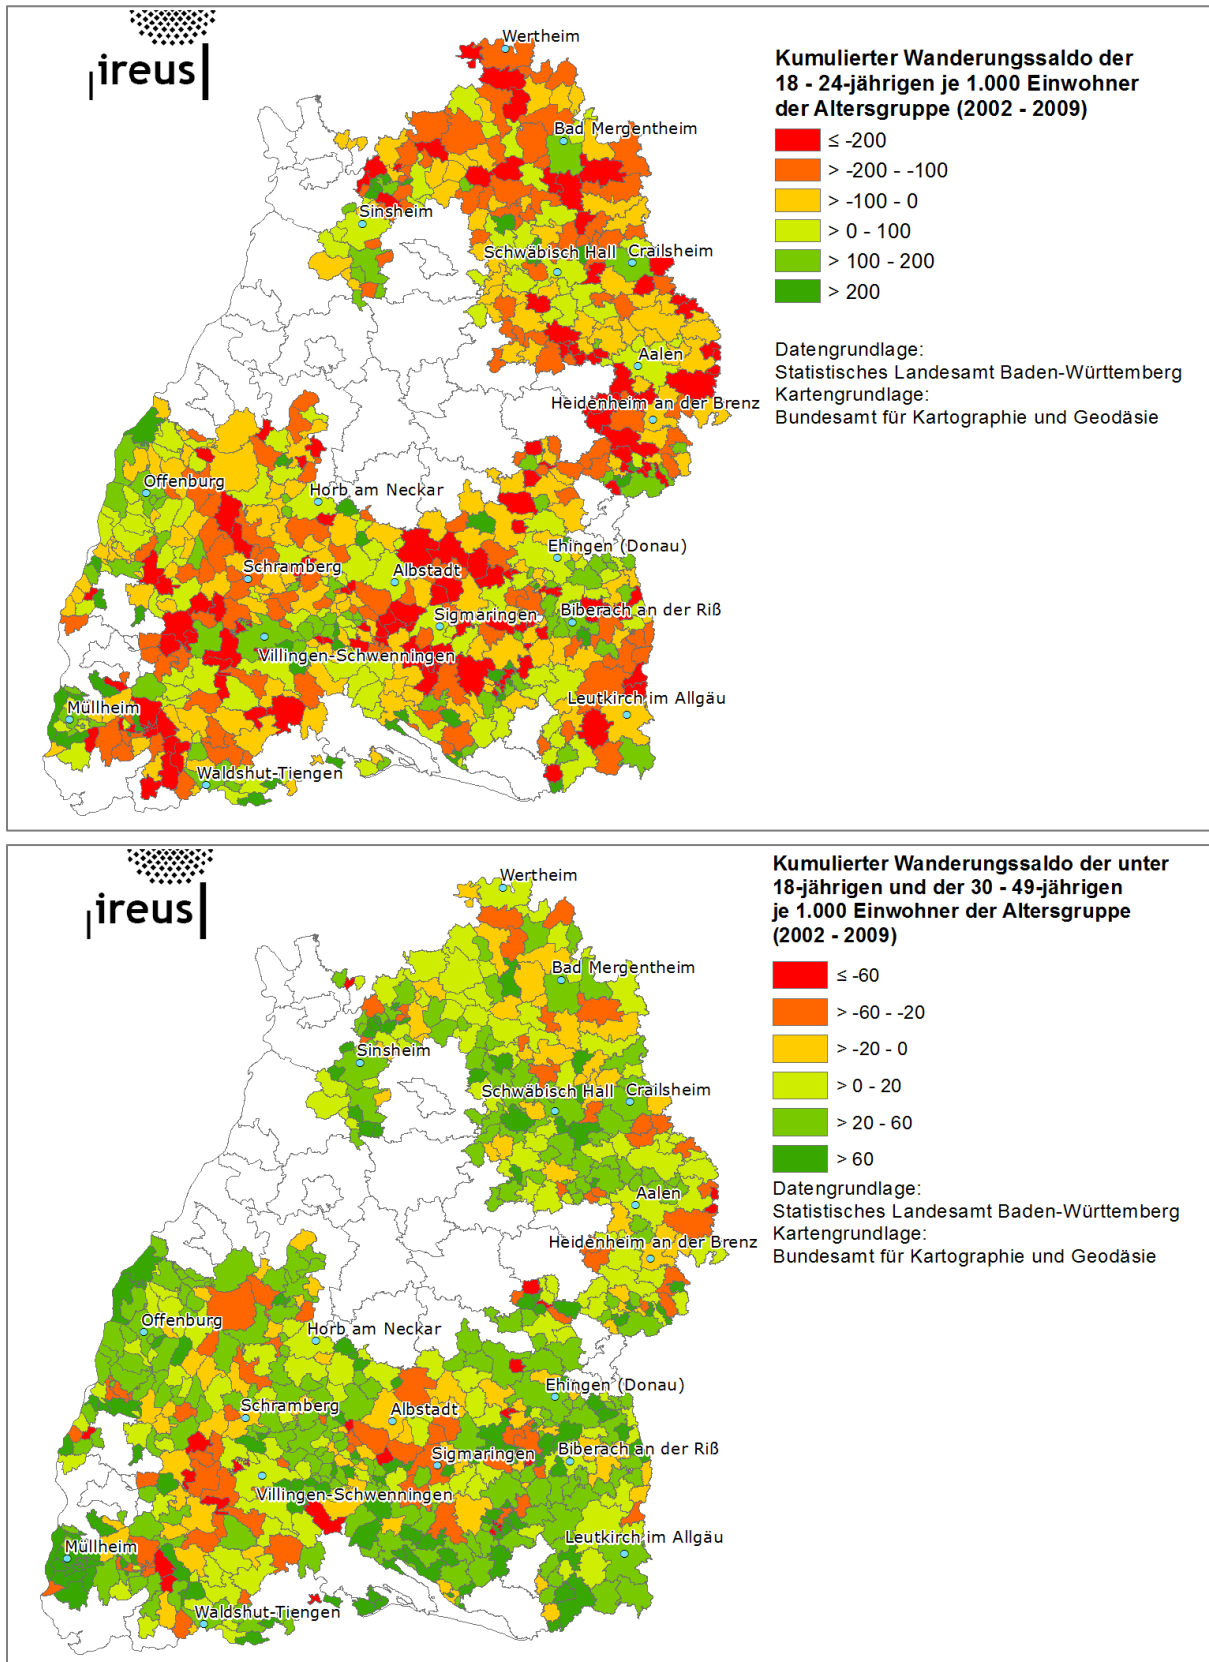 ireus
Kumulierter Wanderungssaldo der
18 - 24-jährigen je 1.000 Einwohner
der Altersgruppe (2002 - 2009)
≤ -200
> -200 - -100
> -100 - 0
> 0 - 100
> 100 - 200
> 200
Datengrundlage:
Statistisches Landesamt Baden-Württemberg
Kartengrundlage:
Bundesamt für Kartographie und Geodäsie
Wertheim
Bad Mergentheim
Sinsheim
Schwäbisch Hall
Crailsheim
Aalen
Heidenheim an der Brenz
Offenburg
Horb am Neckar
Ehingen (Donau)
Schramberg
Albstadt
Sigmaringen
Biberach an der Riß
Villingen-Schwenningen
Leutkirch im Allgäu
Müllheim
Waldshut-Tiengen
ireus
Kumulierter Wanderungssaldo der unter
18-jährigen und der 30 - 49-jährigen
je 1.000 Einwohner der Altersgruppe
(2002 - 2009)
≤ -60
> -60 - -20
> -20 - 0
> 0 - 20
> 20 - 60
> 60
Datengrundlage:
Statistisches Landesamt Baden-Württemberg
Kartengrundlage:
Bundesamt für Kartographie und Geodäsie
Wertheim
Bad Mergentheim
Sinsheim
Schwäbisch Hall
Crailsheim
Aalen
Heidenheim an der Brenz
Offenburg
Horb am Neckar
Ehingen (Donau)
Schramberg
Albstadt
Sigmaringen
Biberach an der Riß
Villingen-Schwenningen
Leutkirch im Allgäu
Müllheim
Waldshut-Tiengen